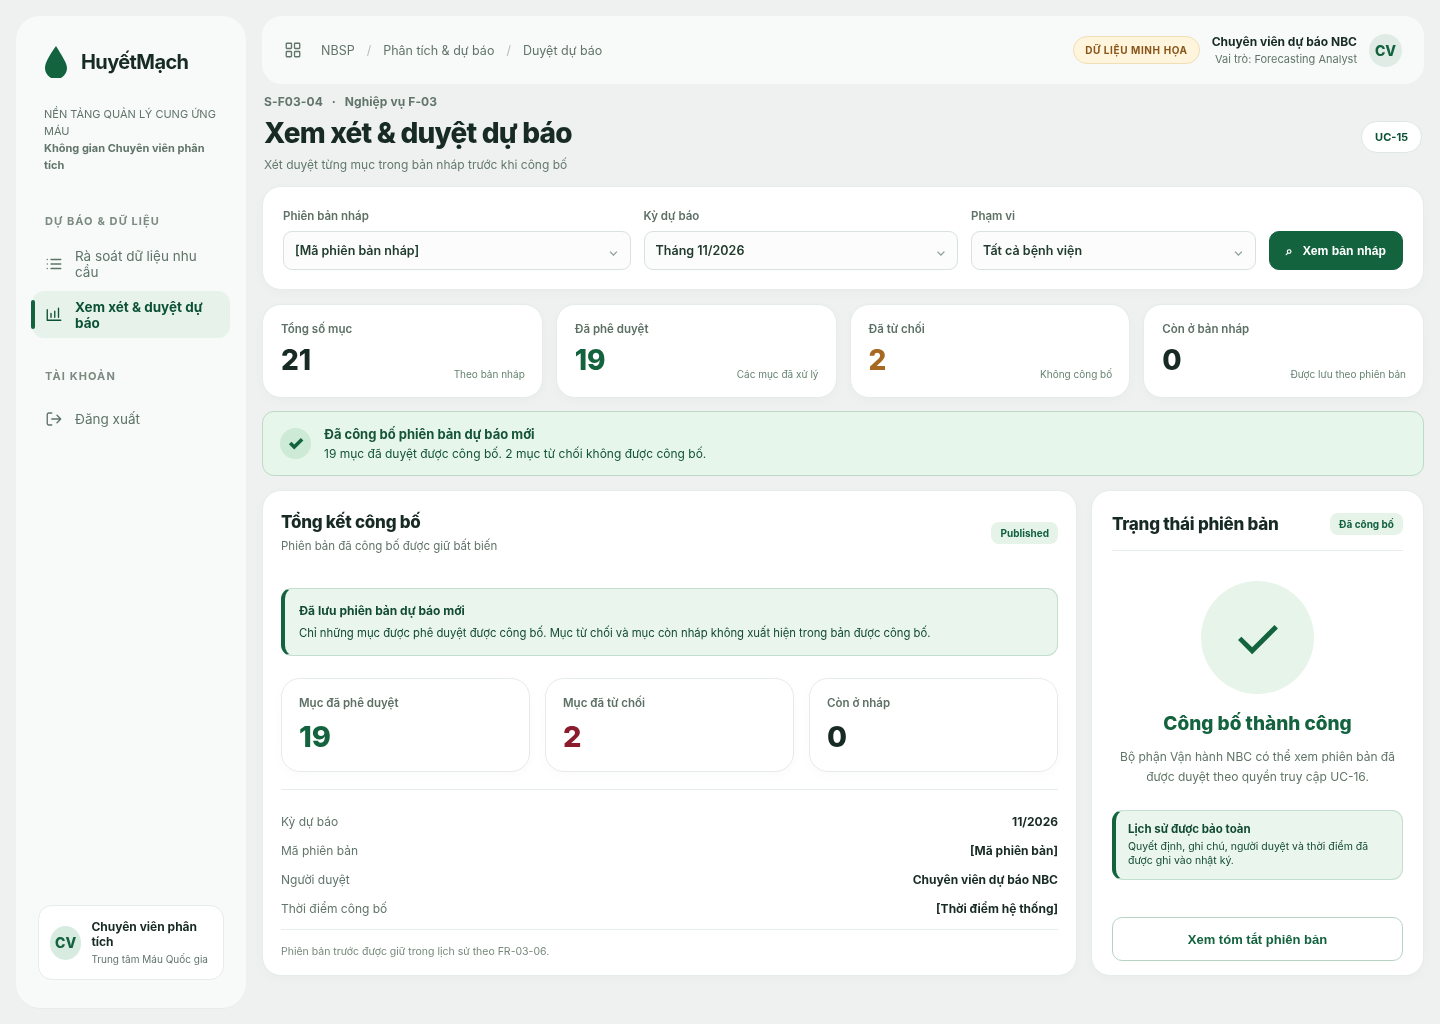 HuyếtMạch
NỀN TẢNG QUẢN LÝ CUNG ỨNG
MÁU
Không gian Chuyên viên phân
tích
DỰ BÁO & DỮ LIỆU
Rà soát dữ liệu nhu
cầu
Xem xét & duyệt dự
báo
TÀI KHOẢN
Đăng xuất
CV
Chuyên viên phân
tích
Trung tâm Máu Quốc gia
NBSP / Phân tích & dự báo / Duyệt dự báo
DỮ LIỆU MINH HỌA
Chuyên viên dự báo NBC
Vai trò: Forecasting Analyst
CV
S-F03-04 · Nghiệp vụ F-03
Xem xét & duyệt dự báo
Xét duyệt từng mục trong bản nháp trước khi công bố
UC-15
Phiên bản nháp
[Mã phiên bản nháp]
Kỳ dự báo
Tháng 11/2026
Phạm vi
Tất cả bệnh viện
Xem bản nháp
Tổng số mục
21
Theo bản nháp
Đã phê duyệt
19
Các mục đã xử lý
Đã từ chối
2
Không công bố
Còn ở bản nháp
0
Được lưu theo phiên bản
Đã công bố phiên bản dự báo mới
19 mục đã duyệt được công bố. 2 mục từ chối không được công bố.
Tổng kết công bố
Phiên bản đã công bố được giữ bất biến
Published
Đã lưu phiên bản dự báo mới
Chỉ những mục được phê duyệt được công bố. Mục từ chối và mục còn nháp không xuất hiện trong bản được công bố.
Mục đã phê duyệt
19
Mục đã từ chối
2
Còn ở nháp
0
Kỳ dự báo 11/2026
Mã phiên bản [Mã phiên bản]
Người duyệt Chuyên viên dự báo NBC
Thời điểm công bố [Thời điểm hệ thống]
Phiên bản trước được giữ trong lịch sử theo FR-03-06.
Trạng thái phiên bản
Đã công bố
Công bố thành công
Bộ phận Vận hành NBC có thể xem phiên bản đã
được duyệt theo quyền truy cập UC-16.
Lịch sử được bảo toàn
Quyết định, ghi chú, người duyệt và thời điểm đã
được ghi vào nhật ký.
Xem tóm tắt phiên bản